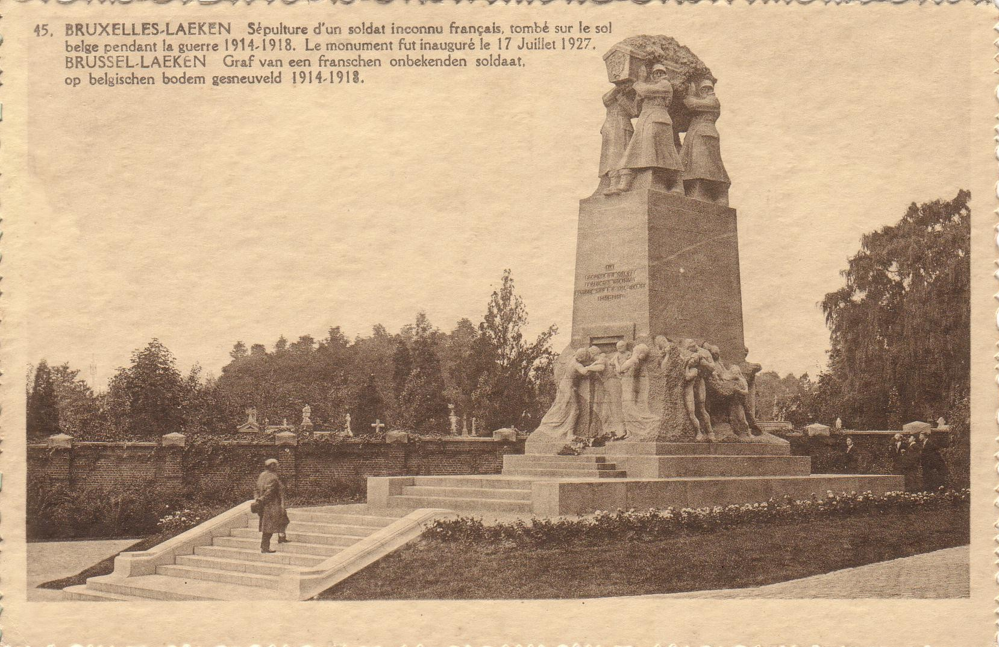 45. BRUXELLES-LAEKEN Sépulture d'un soldat inconnu français, tombé sur le sol
belge pendant la guerre 1914-1918. Le monument fut inauguré le 17 Juillet 1927.
BRUSSEL-LAEKEN Graf van een franschen onbekenden soldaat,
op belgischen bodem gesneuveld 1914-1918.